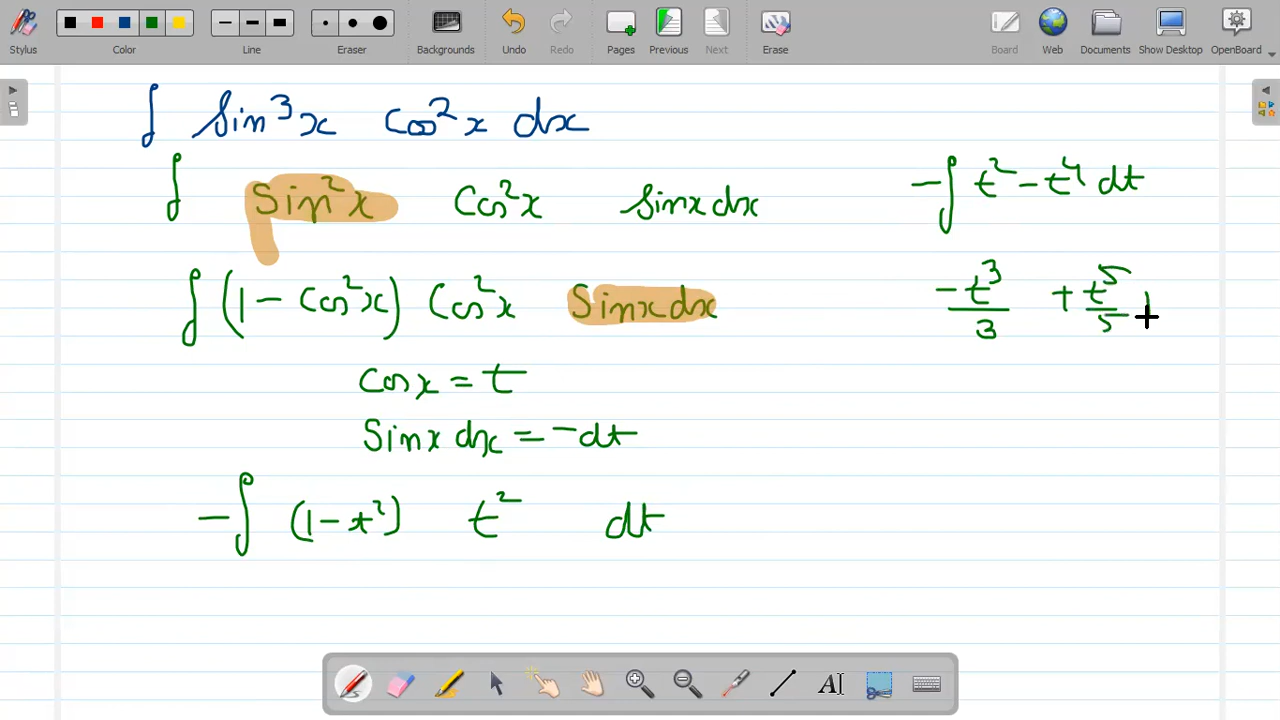 Stylus Color Line Eraser Backgrounds Undo Redo Pages Previous Next Erase Board Web Documents Show Desktop OpenBoard
∫ Sin³x Cos²x dx
∫ Sin²x Cos²x Sinx dx
∫ (1 - Cos²x) Cos²x Sinx dx
Cosx = t
Sinx dx = -dt
-∫ (1 - t²) t² dt
-∫ t² - t⁴ dt
-t³/3 + t⁵/5